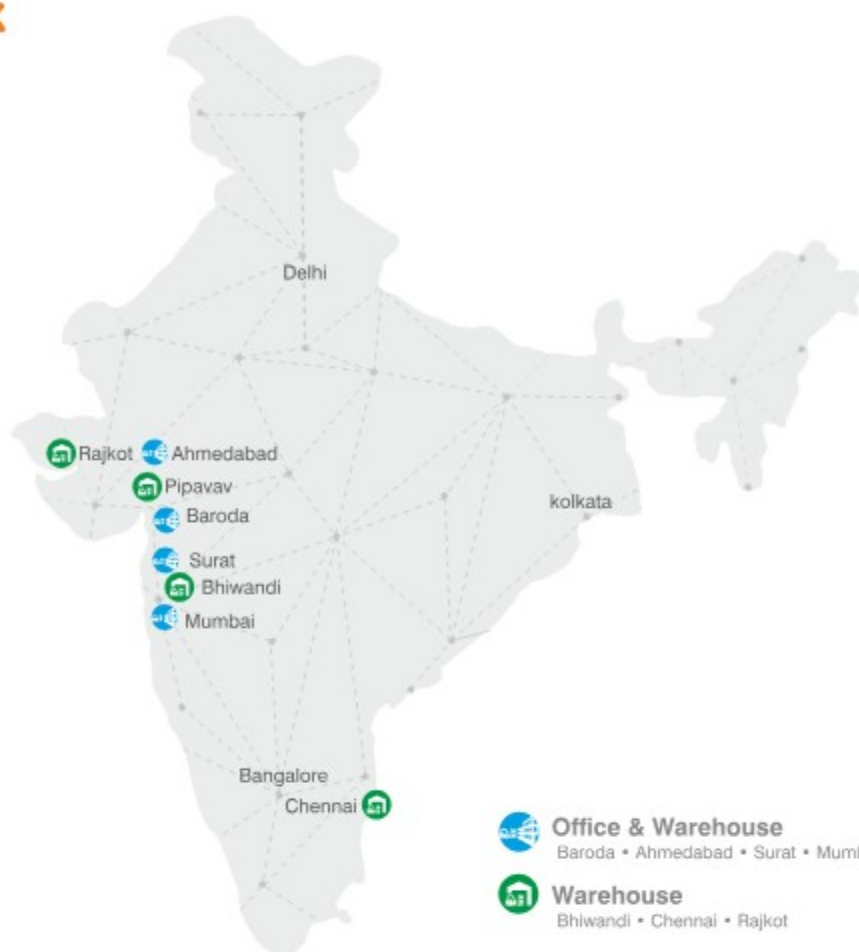 Delhi
Rajkot
Ahmedabad
Pipavav
Baroda
kolkata
Surat
Bhiwandi
Mumbai
Bangalore
Chennai
Office & Warehouse
Baroda • Ahmedabad • Surat •
Warehouse
Bhiwandi • Chennai • Rajkot